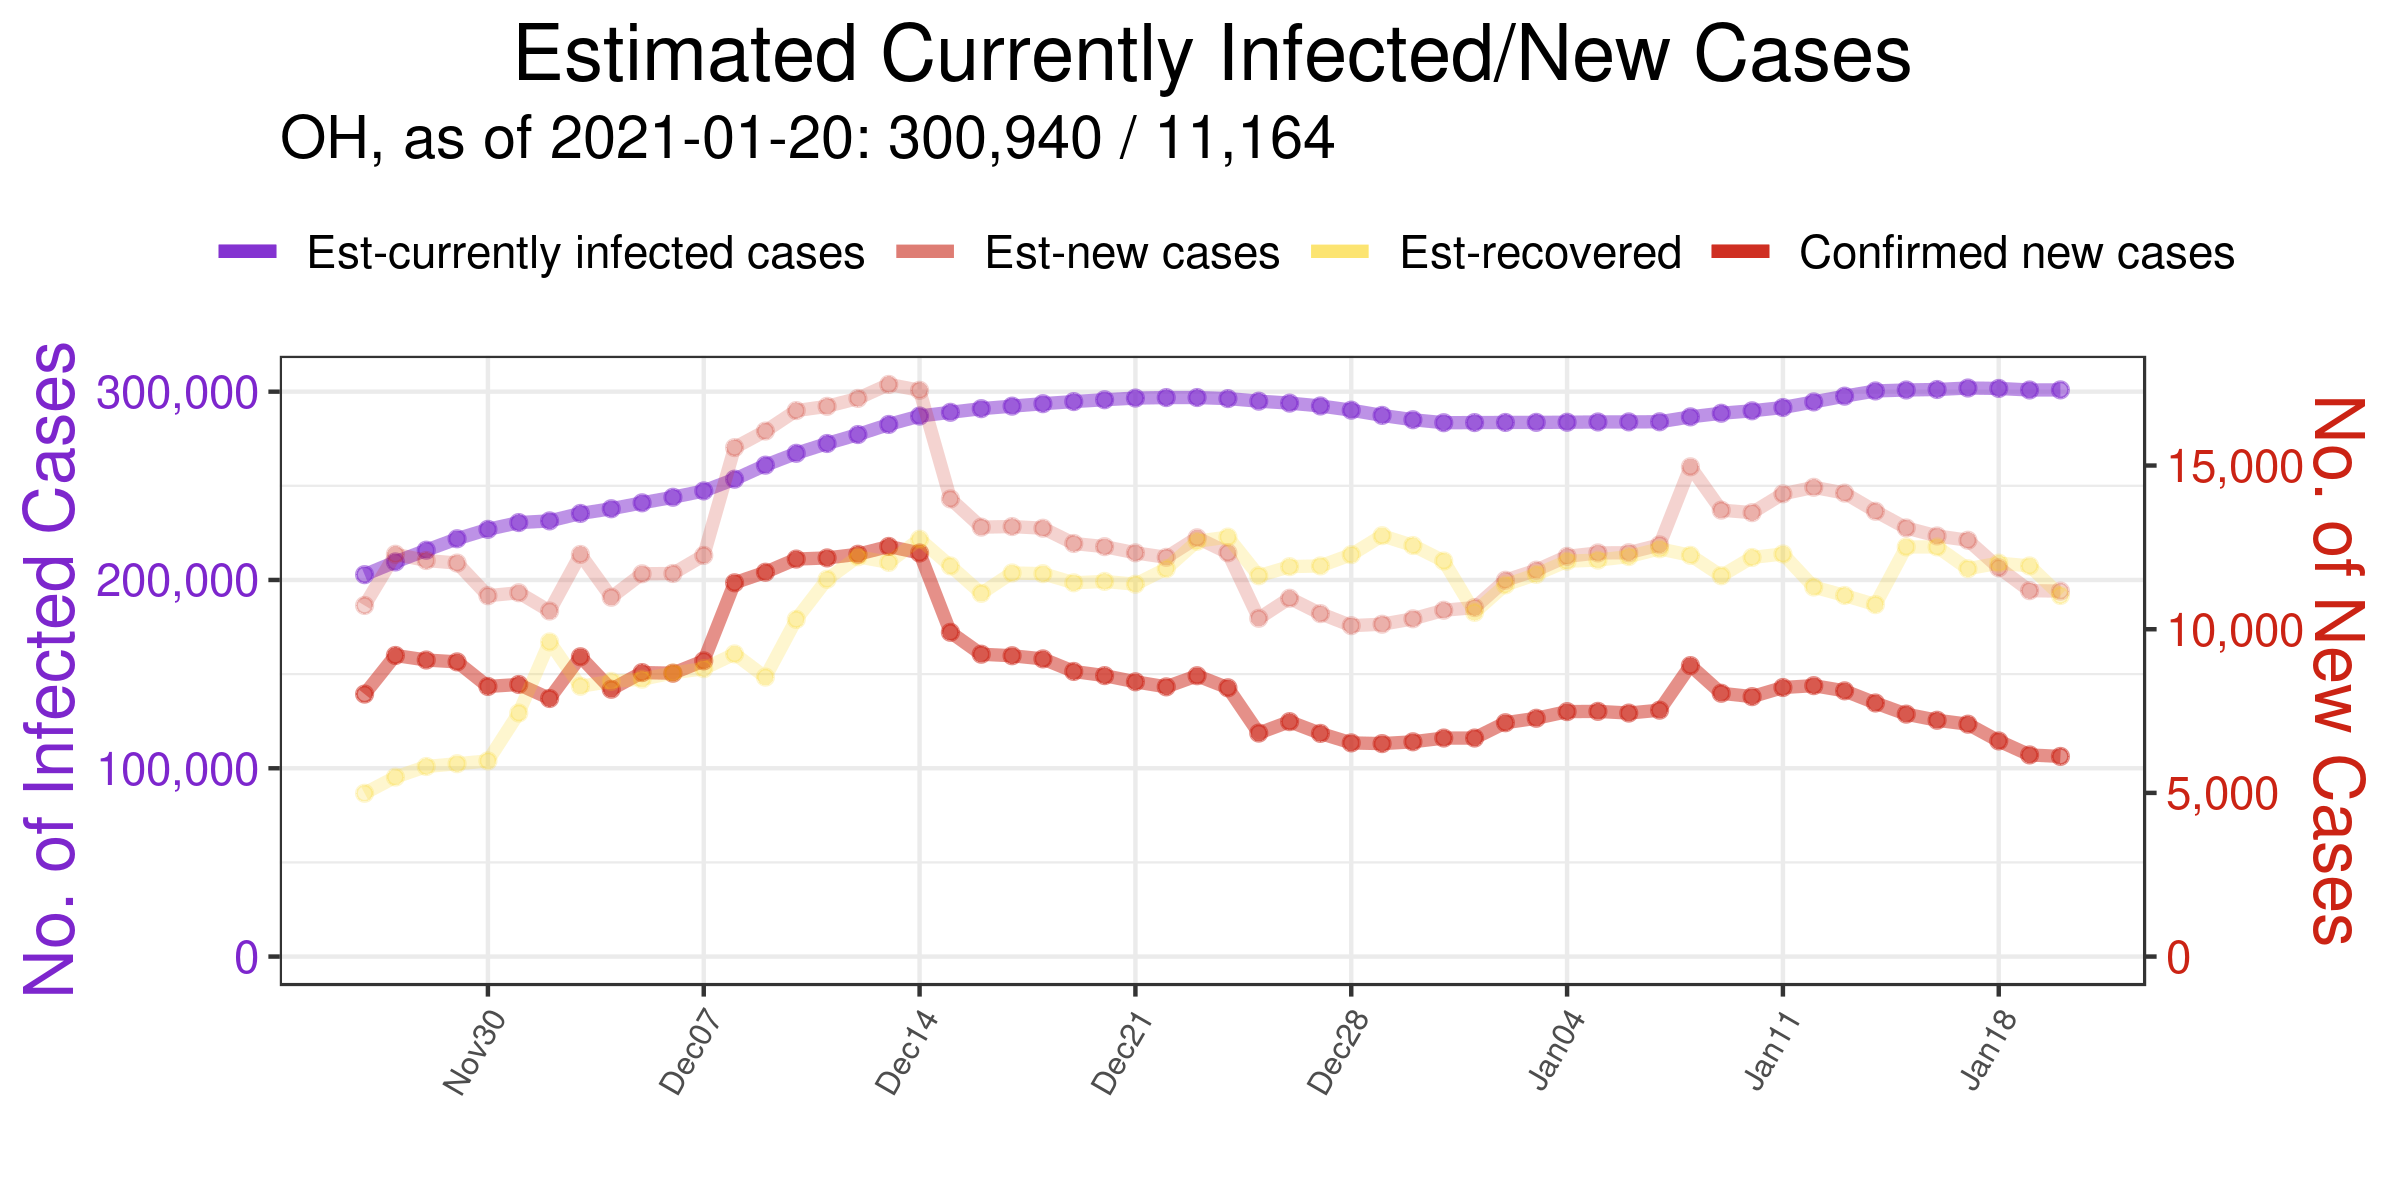 Estimated Currently Infected/New Cases
OH, as of 2021-01-20: 300,940 / 11,164
Est-currently infected cases Est-new cases Est-recovered Confirmed new cases
No. of Infected Cases
300,000
200,000
100,000
0
15,000
10,000
5,000
0
No. of New Cases
Nov30 Dec07 Dec14 Dec21 Dec28 Jan04 Jan11 Jan18